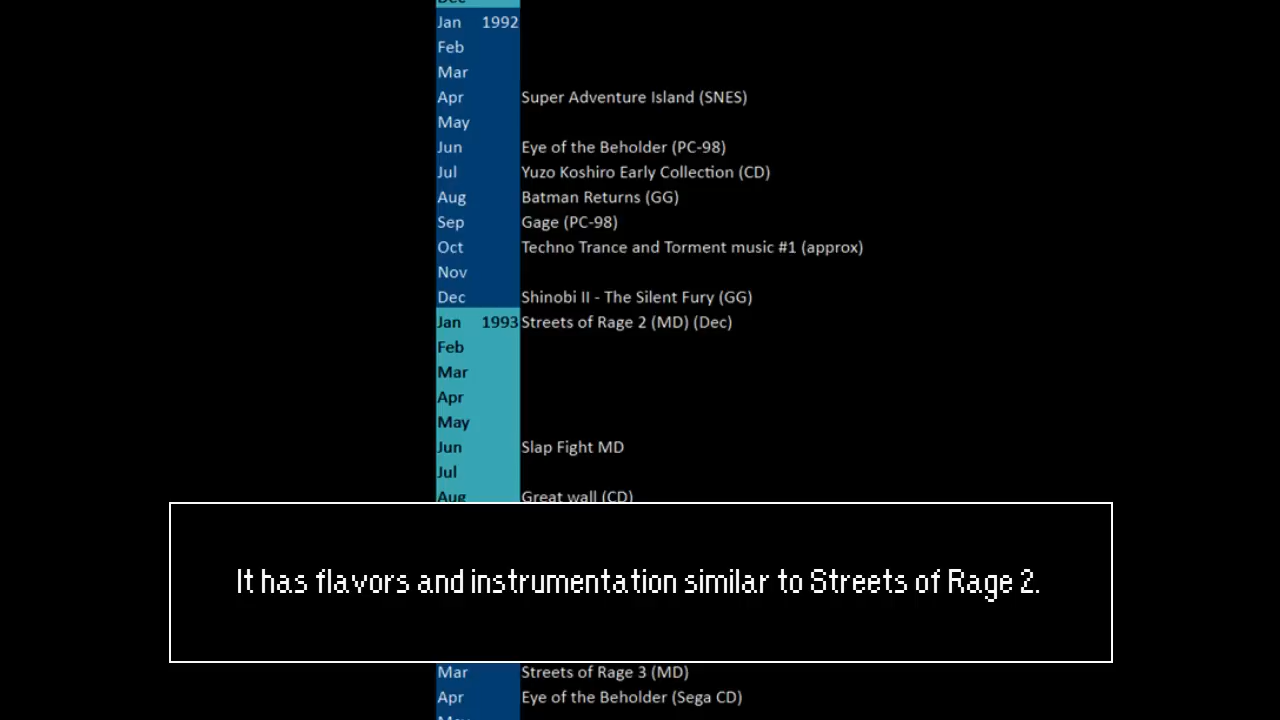 Dec
Jan 1992
Feb
Mar
Apr Super Adventure Island (SNES)
May
Jun Eye of the Beholder (PC-98)
Jul Yuzo Koshiro Early Collection (CD)
Aug Batman Returns (GG)
Sep Gage (PC-98)
Oct Techno Trance and Torment music #1 (approx)
Nov
Dec Shinobi II - The Silent Fury (GG)
Jan 1993 Streets of Rage 2 (MD) (Dec)
Feb
Mar
Apr
May
Jun Slap Fight MD
Jul
Aug Great wall (CD)
It has flavors and instrumentation similar to Streets of Rage 2.
Mar Streets of Rage 3 (MD)
Apr Eye of the Beholder (Sega CD)
May